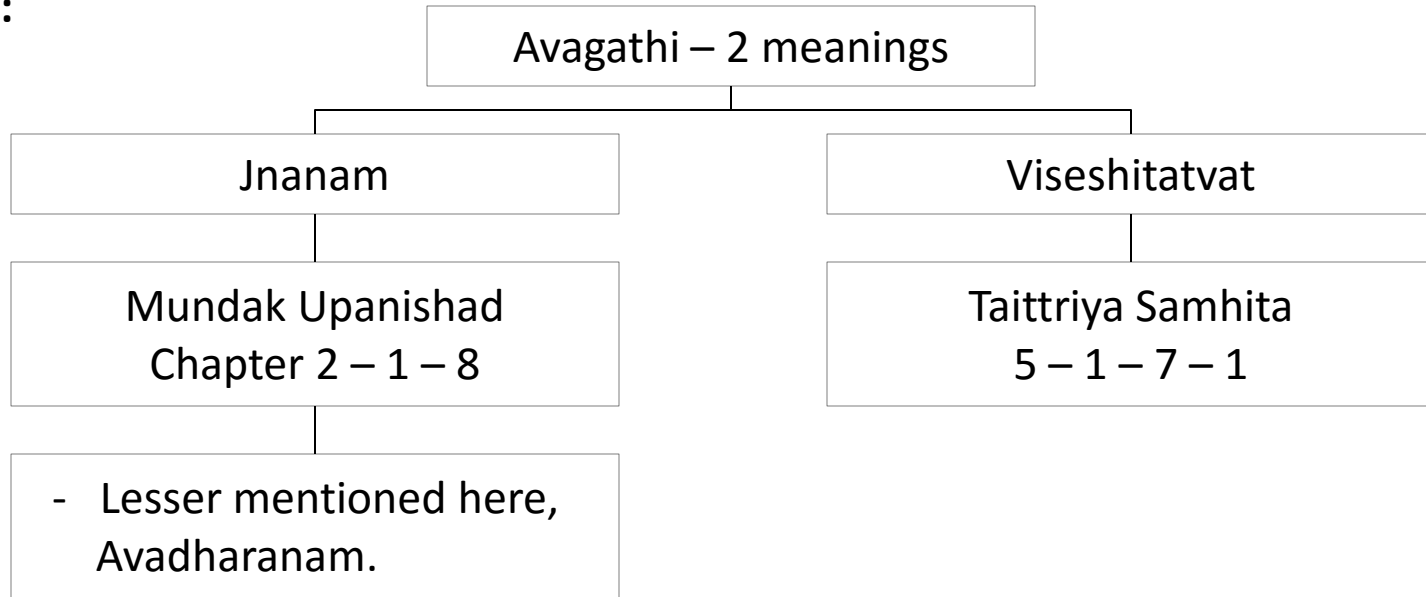 :
Avagathi – 2 meanings
Jnanam
Viseshitatvat
Mundak Upanishad
Chapter 2 – 1 – 8
Taittriya Samhita
5 – 1 – 7 – 1
- Lesser mentioned here,
Avadharanam.